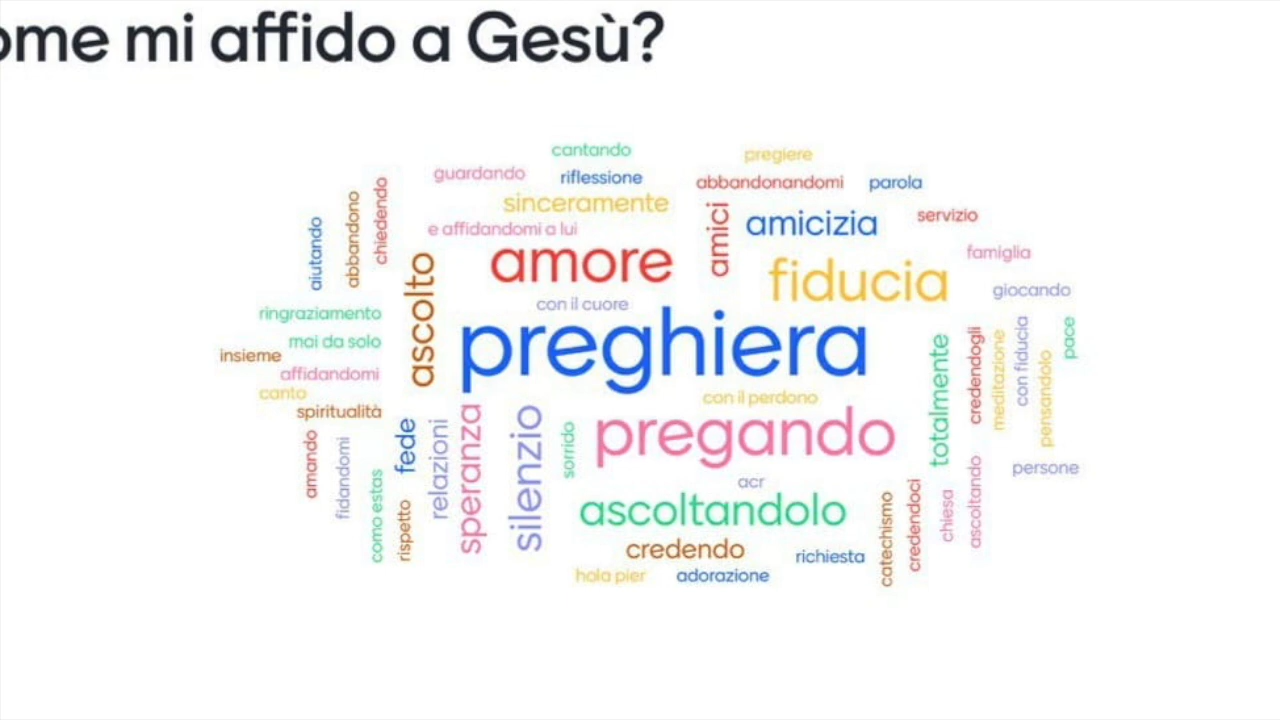 ome mi affido a Gesù?
cantando
pregiere
guardando
riflessione
abbandonandomi
parola
chiedendo
abbandono
aiutando
sinceramente
amici
amicizia
servizio
e affidandomi a lui
amore
fiducia
famiglia
ascolto
giocando
con il cuore
ringraziamento
preghiera
mai da solo
insieme
affidandomi
canto
spiritualità
con il perdono
totalmente
credendogli
meditazione
con fiducia
pensandolo
pace
amando
fidandomi
como estas
fede
rispetto
relazioni
speranza
silenzio
sorrido
pregando
persone
acr
ascoltandolo
catechismo
credendoci
chiesa
ascoltando
credendo
richiesta
hola pier
adorazione